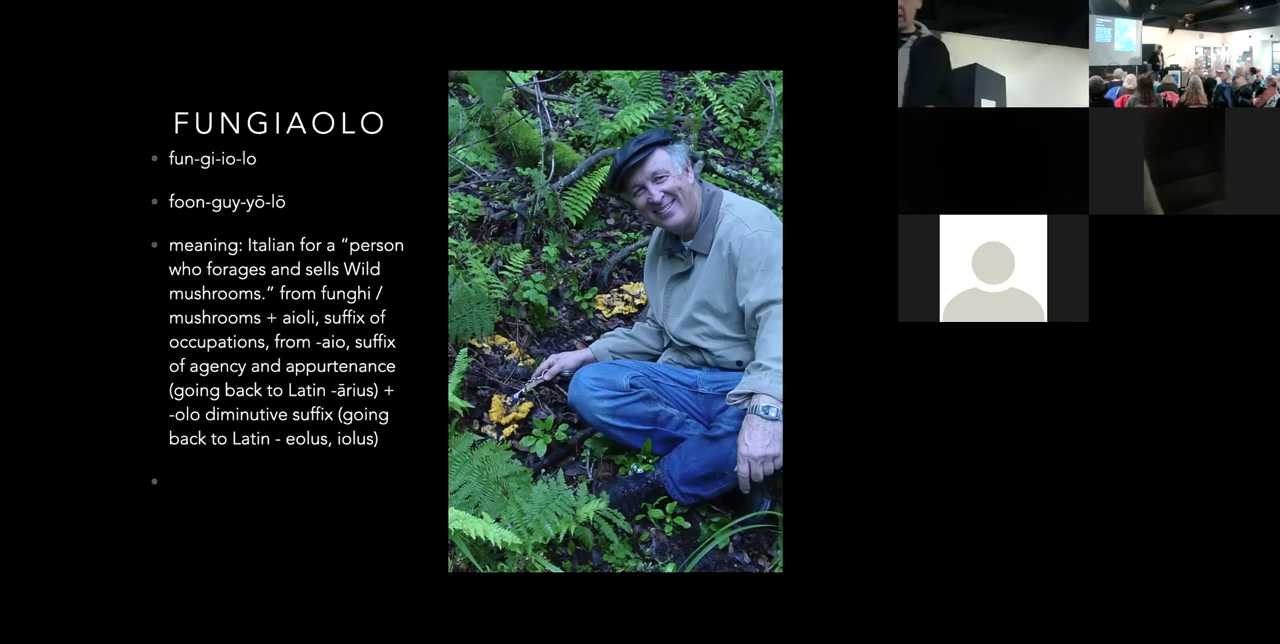 FUNGIAOLO
fun-gi-io-lo
foon-guy-yō-lō
meaning: Italian for a “person
who forages and sells Wild
mushrooms.” from funghi /
mushrooms + aioli, suffix of
occupations, from -aio, suffix
of agency and appurtenance
(going back to Latin -ārius) +
-olo diminutive suffix (going
back to Latin - eolus, iolus)